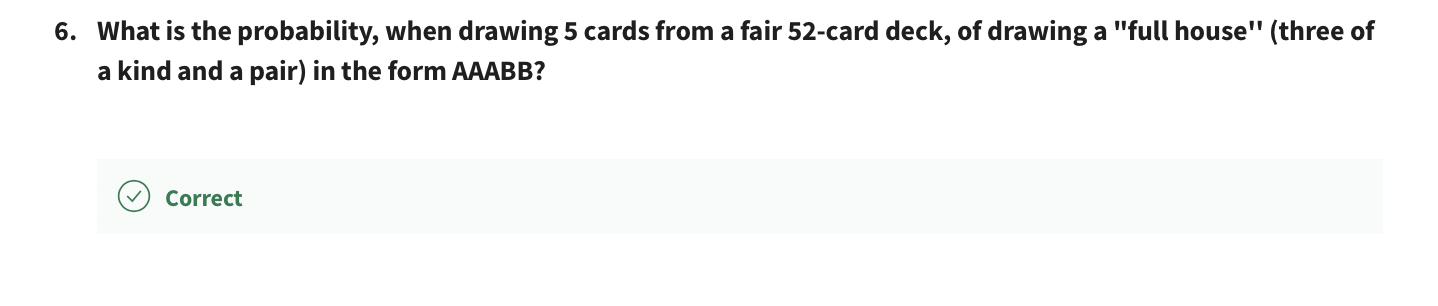 6. What is the probability, when drawing 5 cards from a fair 52-card deck, of drawing a "full house'' (three of
a kind and a pair) in the form AAABB?
Correct